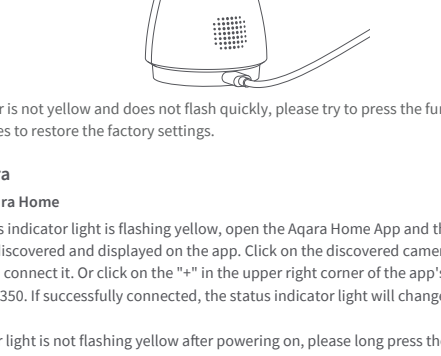 r is not yellow and does not flash quickly, please try to press the fu
es to restore the factory settings.
a
ra Home
s indicator light is flashing yellow, open the Aqara Home App and th
discovered and displayed on the app. Click on the discovered came
connect it. Or click on the "+" in the upper right corner of the app's
350. If successfully connected, the status indicator light will change
r light is not flashing yellow after powering on, please long press the